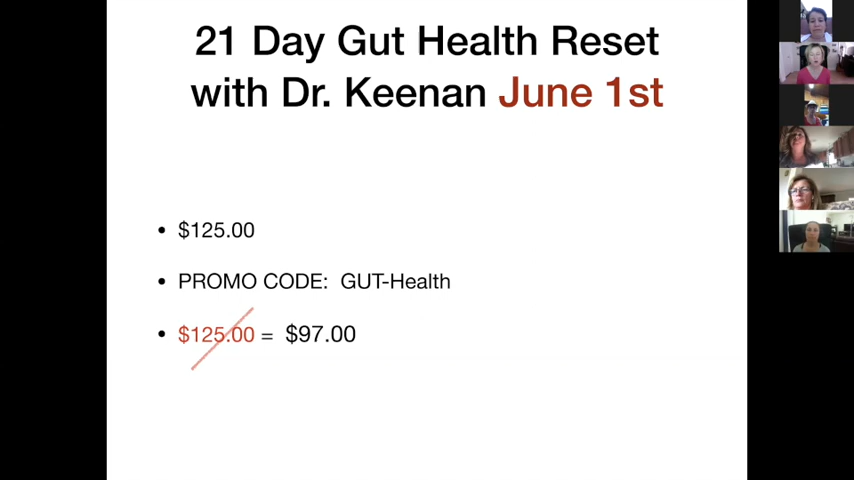 21 Day Gut Health Reset
with Dr. Keenan June 1st
• $125.00
• PROMO CODE: GUT-Health
• $125.00 = $97.00